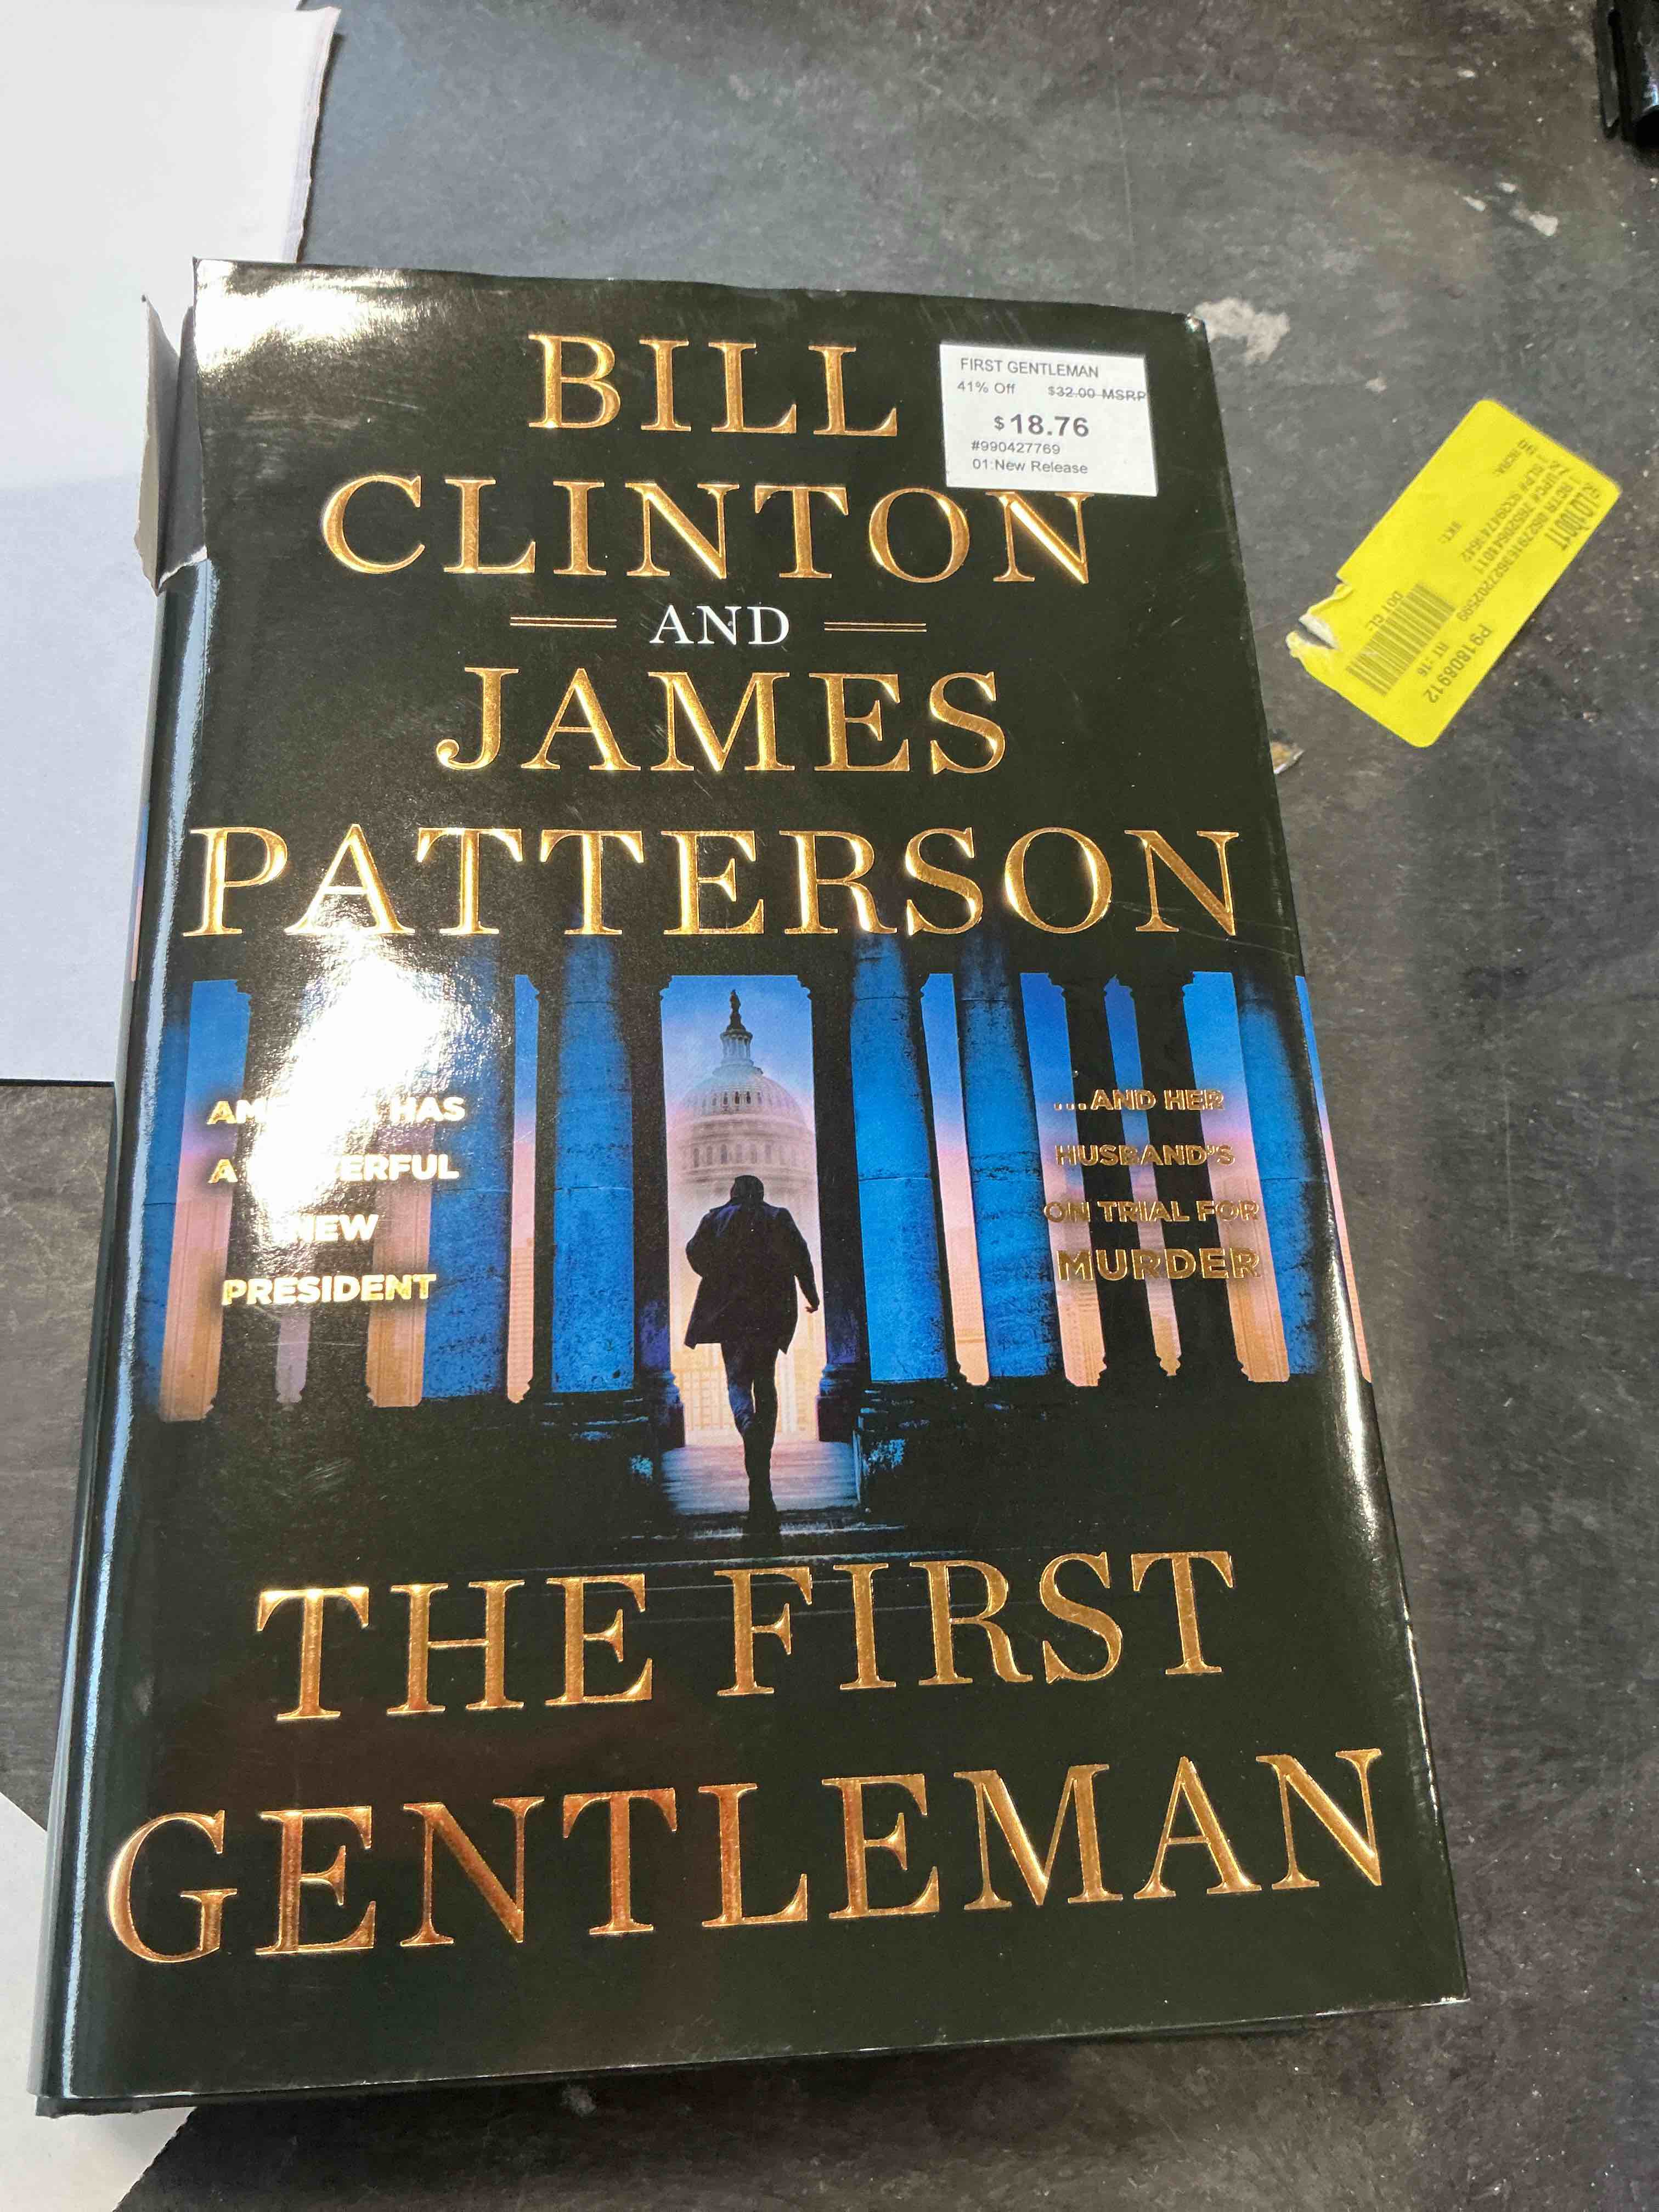 BILL
CLINTON
AND
JAMES
PATTERSON
FIRST GENTLEMAN
41% Off $32.00 MSRP
$18.76
#990427769
01:New Release
HAS
A
NEW
PRESIDENT
...AND HER
HUSBAND'S
ON TRIAL FOR
MURDER
THE FIRST
GENTLEMAN
P91808912